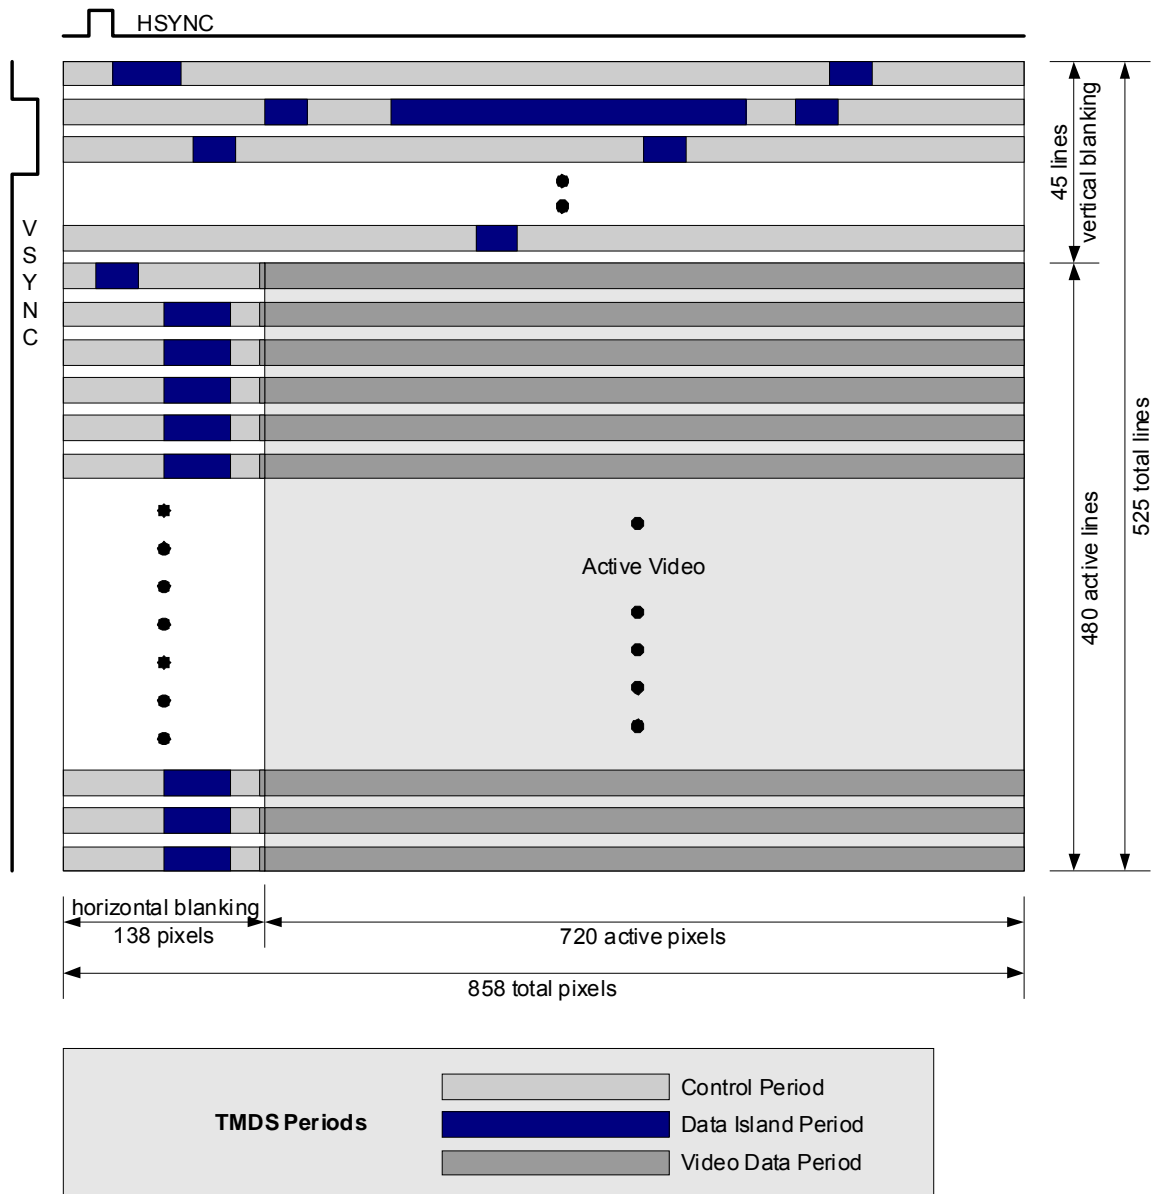 HSYNC
VSYNC
45 lines
vertical blanking
Active Video
480 active lines
525 total lines
horizontal blanking
138 pixels
720 active pixels
858 total pixels
TMDS Periods
Control Period
Data Island Period
Video Data Period